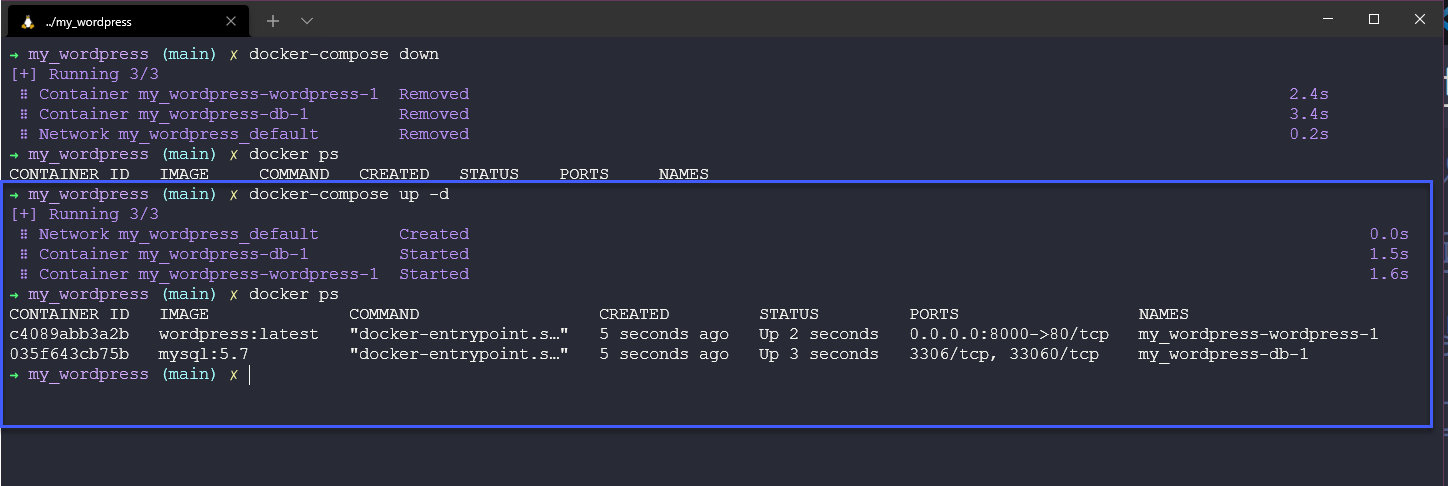 ../my_wordpress
→ my_wordpress (main) ✗ docker-compose down
[+] Running 3/3
⠿ Container my_wordpress-wordpress-1 Removed 2.4s
⠿ Container my_wordpress-db-1 Removed 3.4s
⠿ Network my_wordpress_default Removed 0.2s
→ my_wordpress (main) ✗ docker ps
CONTAINER ID IMAGE COMMAND CREATED STATUS PORTS NAMES
→ my_wordpress (main) ✗ docker-compose up -d
[+] Running 3/3
⠿ Network my_wordpress_default Created 0.0s
⠿ Container my_wordpress-db-1 Started 1.5s
⠿ Container my_wordpress-wordpress-1 Started 1.6s
→ my_wordpress (main) ✗ docker ps
CONTAINER ID IMAGE COMMAND CREATED STATUS PORTS NAMES
c4089abb3a2b wordpress:latest "docker-entrypoint.s…" 5 seconds ago Up 2 seconds 0.0.0.0:8000->80/tcp my_wordpress-wordpress-1
035f643cb75b mysql:5.7 "docker-entrypoint.s…" 5 seconds ago Up 3 seconds 3306/tcp, 33060/tcp my_wordpress-db-1
→ my_wordpress (main) ✗